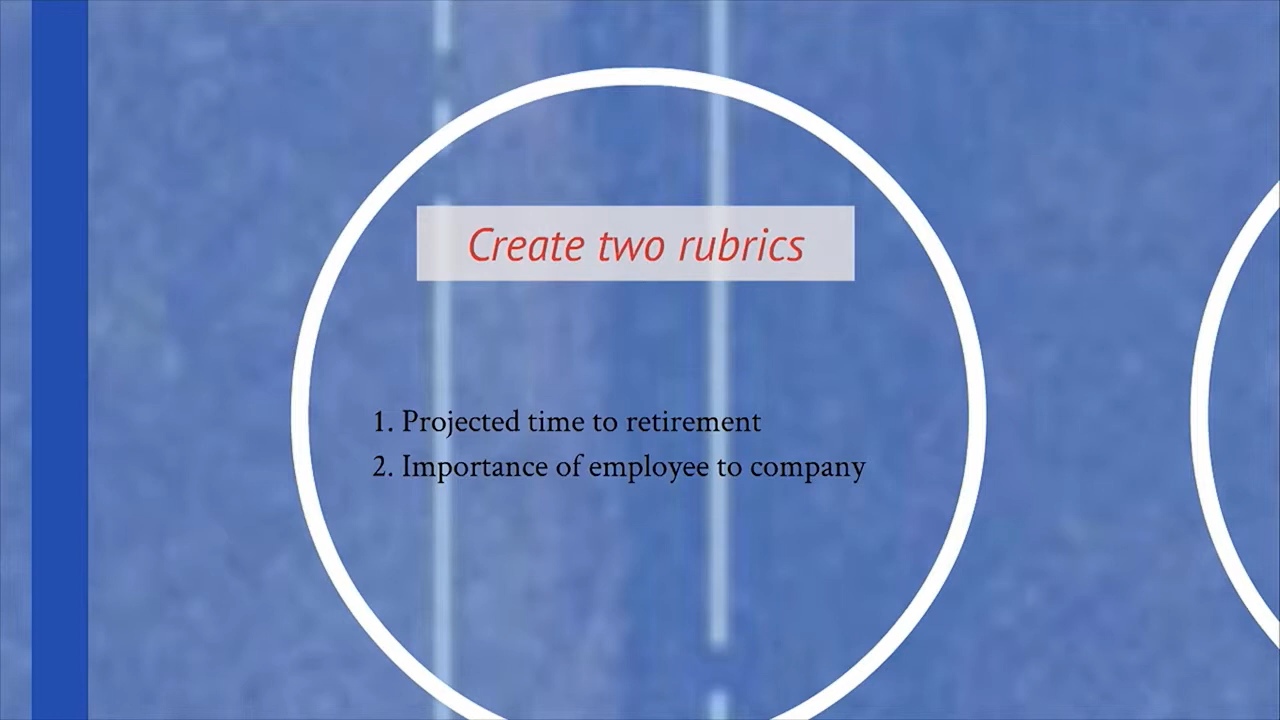 Create two rubrics
1. Projected time to retirement
2. Importance of employee to company